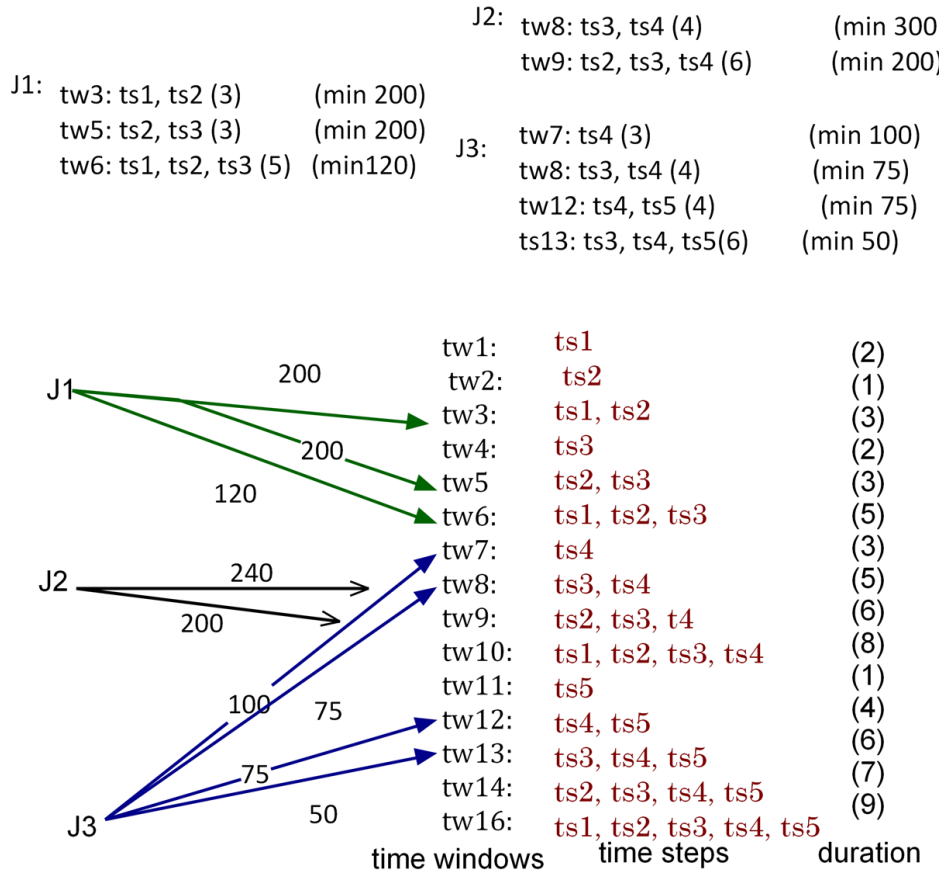 J1:
tw3: ts1, ts2 (3) (min 200)
tw5: ts2, ts3 (3) (min 200)
tw6: ts1, ts2, ts3 (5) (min120)
J2:
tw8: ts3, ts4 (4) (min 300
tw9: ts2, ts3, ts4 (6) (min 200)
J3:
tw7: ts4 (3) (min 100)
tw8: ts3, ts4 (4) (min 75)
tw12: ts4, ts5 (4) (min 75)
ts13: ts3, ts4, ts5(6) (min 50)
J1
200
200
120
J2
240
200
J3
100
75
75
50
tw1: ts1 (2)
tw2: ts2 (1)
tw3: ts1, ts2 (3)
tw4: ts3 (2)
tw5 ts2, ts3 (3)
tw6: ts1, ts2, ts3 (5)
tw7: ts4 (3)
tw8: ts3, ts4 (5)
tw9: ts2, ts3, t4 (6)
tw10: ts1, ts2, ts3, ts4 (8)
tw11: ts5 (1)
tw12: ts4, ts5 (4)
tw13: ts3, ts4, ts5 (6)
tw14: ts2, ts3, ts4, ts5 (7)
tw16: ts1, ts2, ts3, ts4, ts5 (9)
time windows time steps duration